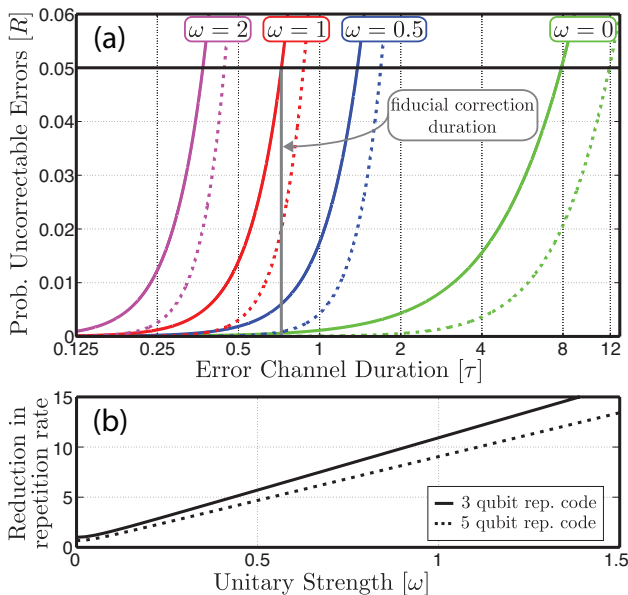 0.06
0.05
0.04
0.03
0.02
0.01
0
Prob. Uncorrectable Errors [R]
(a)
ω = 2
ω = 1
ω = 0.5
ω = 0
fiducial correction
duration
0.125 0.25 0.5 1 2 4 8 12
Error Channel Duration [τ]
15
10
5
0
Reduction in
repetition rate
(b)
3 qubit rep. code
5 qubit rep. code
0 0.5 1 1.5
Unitary Strength [ω]